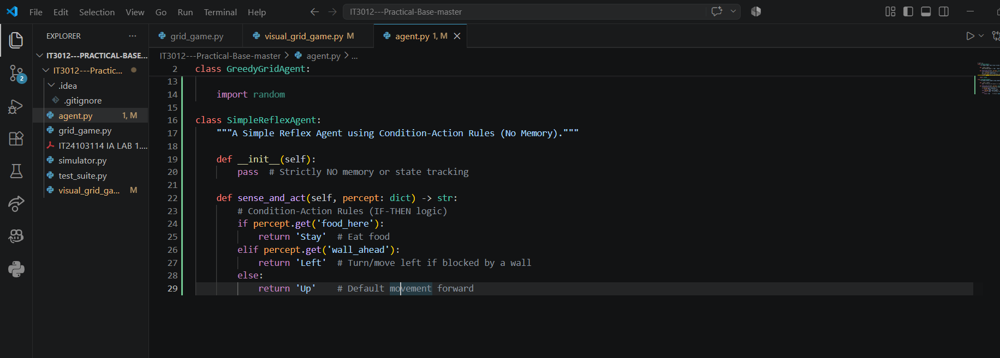 File Edit Selection View Go Run Terminal Help
IT3012---Practical-Base-master
EXPLORER
IT3012---PRACTICAL-BASE...
IT3012---Practic...
.idea
.gitignore
agent.py 1, M
grid_game.py
IT24103114 IA LAB 1....
simulator.py
test_suite.py
visual_grid_ga... M
2
grid_game.py
visual_grid_game.py M
agent.py 1, M
IT3012---Practical-Base-master > agent.py > ...
2 class GreedyGridAgent:
13
14 import random
15
16 class SimpleReflexAgent:
17 """A Simple Reflex Agent using Condition-Action Rules (No Memory)."""
18
19 def __init__(self):
20 pass # Strictly NO memory or state tracking
21
22 def sense_and_act(self, percept: dict) -> str:
23 # Condition-Action Rules (IF-THEN logic)
24 if percept.get('food_here'):
25 return 'Stay' # Eat food
26 elif percept.get('wall_ahead'):
27 return 'Left' # Turn/move left if blocked by a wall
28 else:
29 return 'Up' # Default movement forward